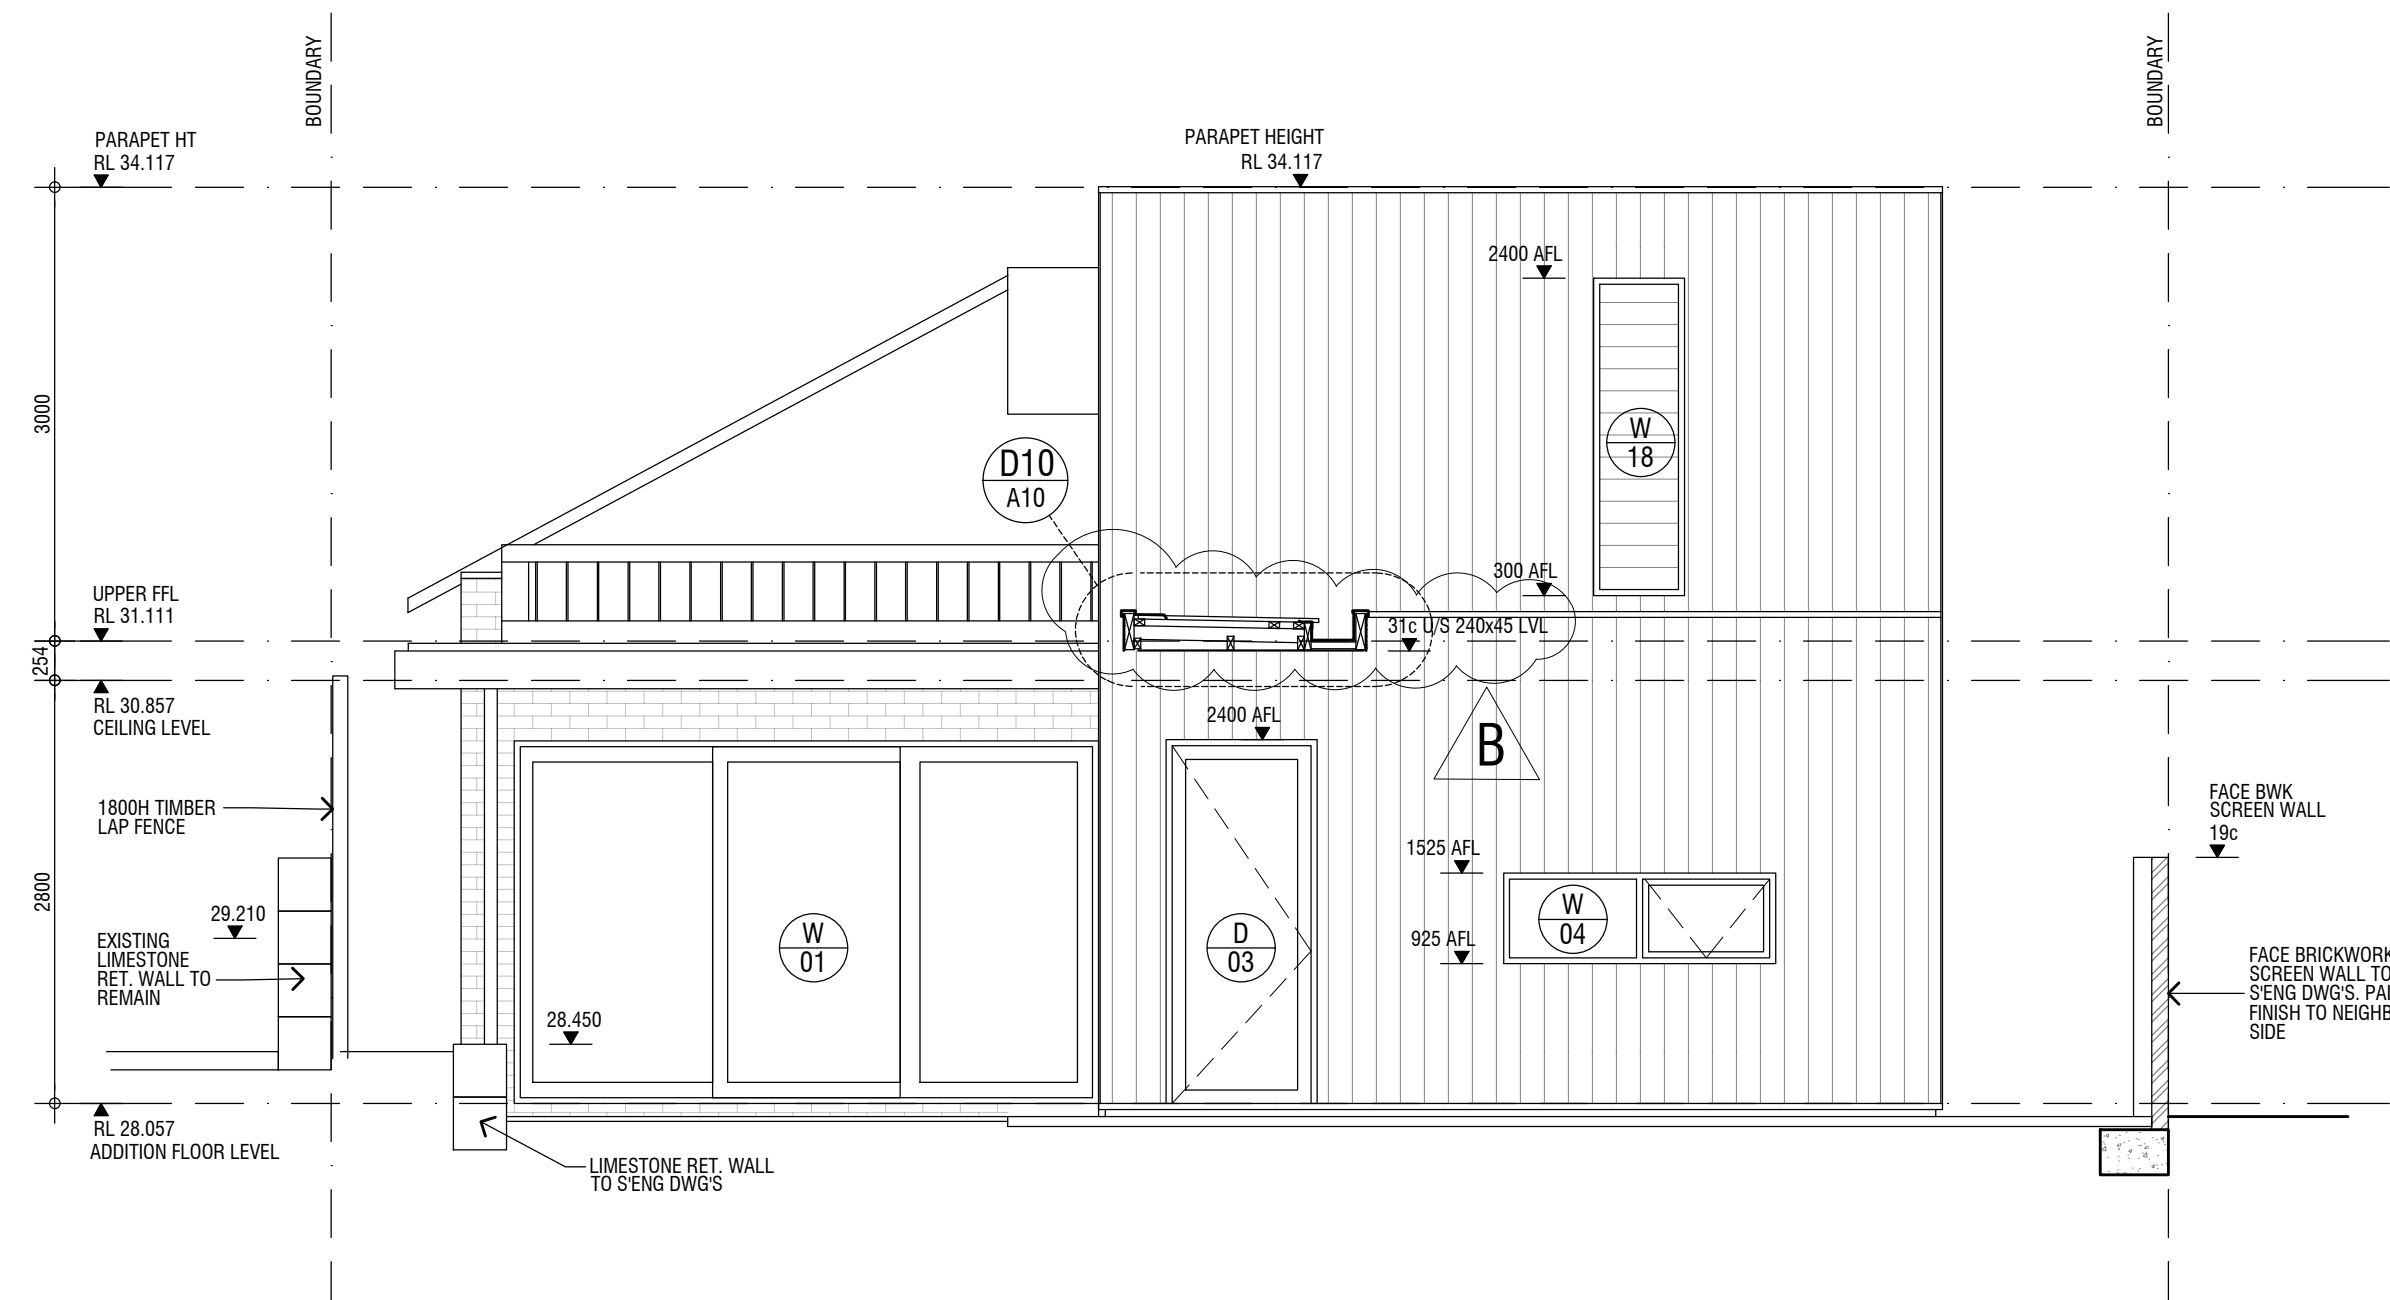 BOUNDARY
BOUNDARY
PARAPET HT
RL 34.117
PARAPET HEIGHT
RL 34.117
2400 AFL
3000
W
18
D10
A10
300 AFL
UPPER FFL
RL 31.111
31c U/S 240x45 LVL
254
RL 30.857
CEILING LEVEL
2400 AFL
B
1800H TIMBER
LAP FENCE
FACE BWK
SCREEN WALL
19c
1525 AFL
2800
29.210
W
01
D
03
W
04
925 AFL
EXISTING
LIMESTONE
RET. WALL TO
REMAIN
FACE BRICKWORK
SCREEN WALL TO
S'ENG DWG'S. PAI
FINISH TO NEIGHB
SIDE
28.450
RL 28.057
ADDITION FLOOR LEVEL
LIMESTONE RET. WALL
TO S'ENG DWG'S